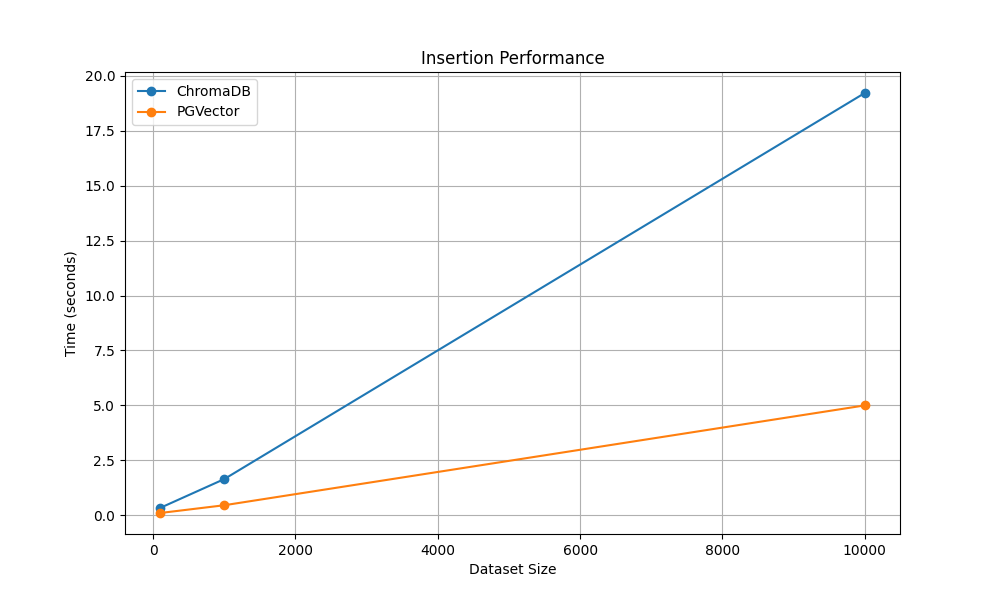 Insertion Performance
ChromaDB
PGVector
20.0
17.5
15.0
12.5
10.0
7.5
5.0
2.5
0.0
Time (seconds)
0 2000 4000 6000 8000 10000
Dataset Size